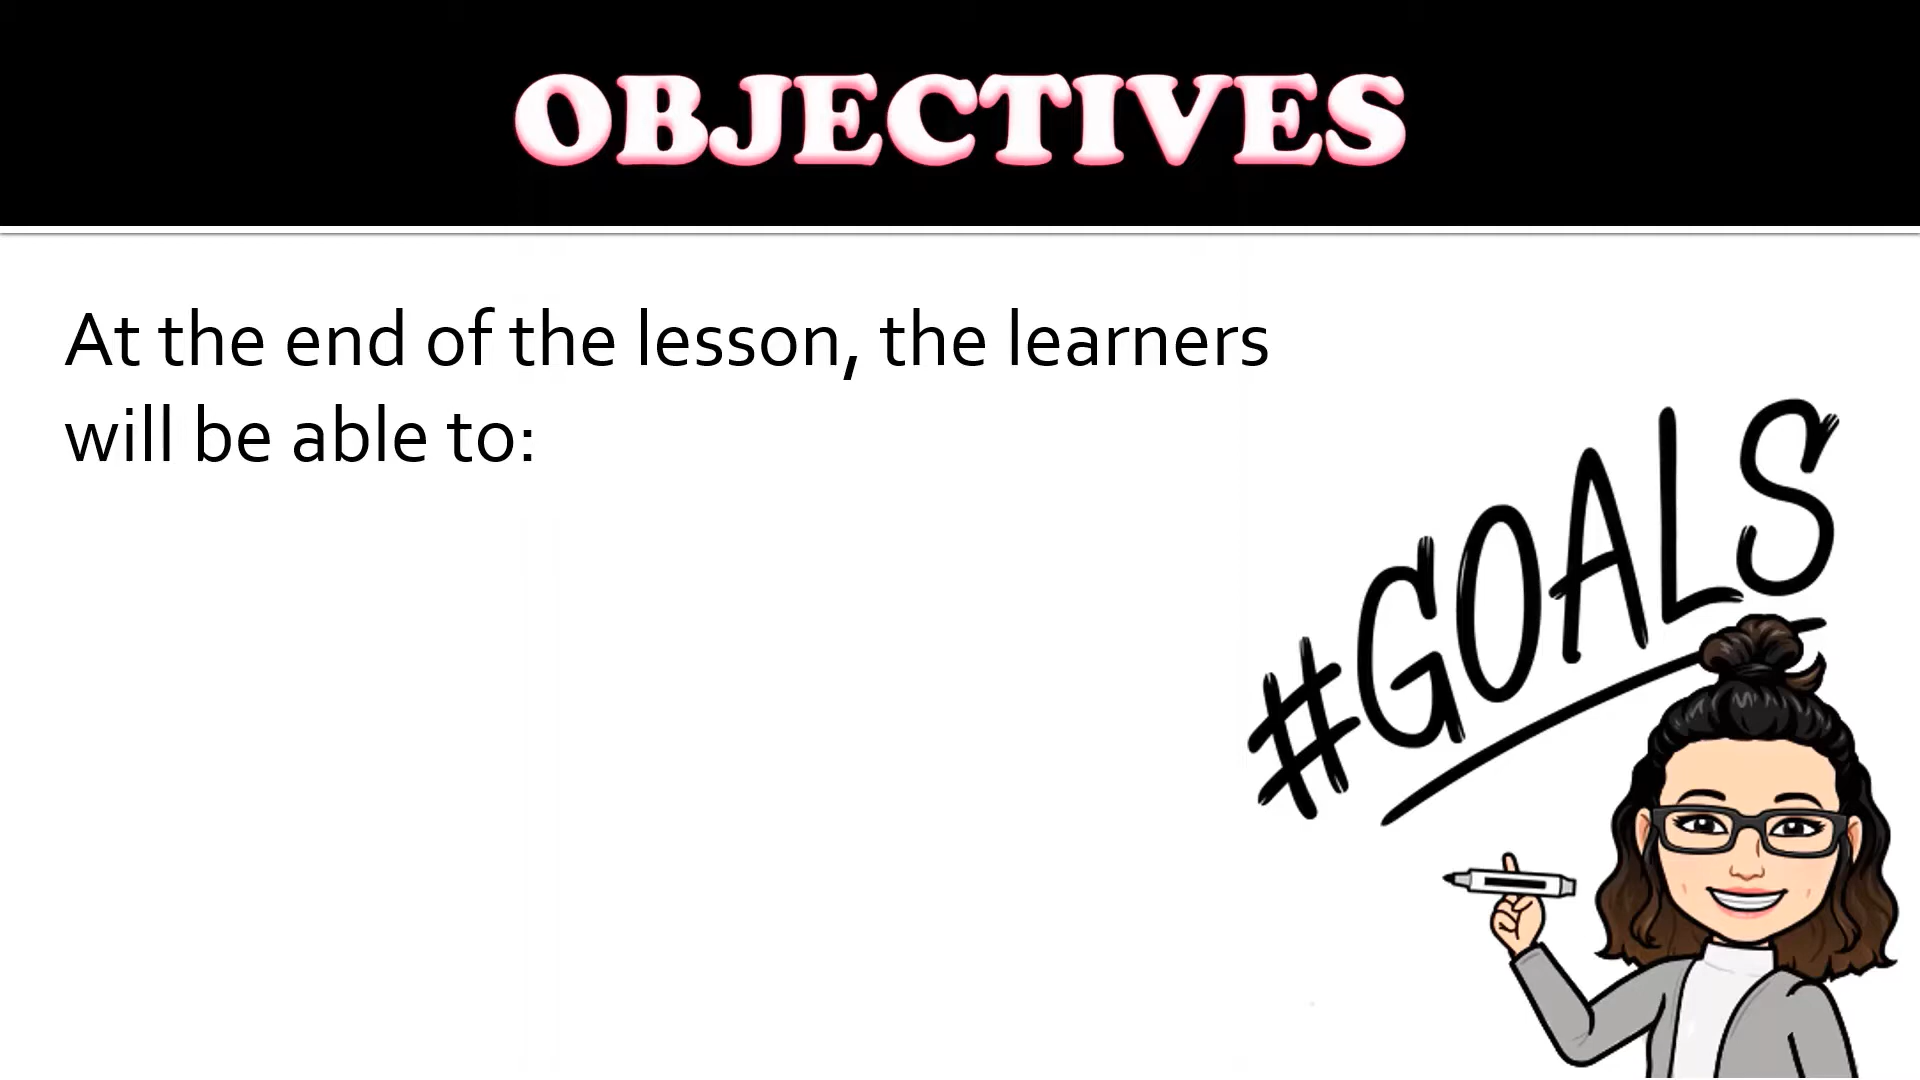 OBJECTIVES
At the end of the lesson, the learners
will be able to:
#GOALS